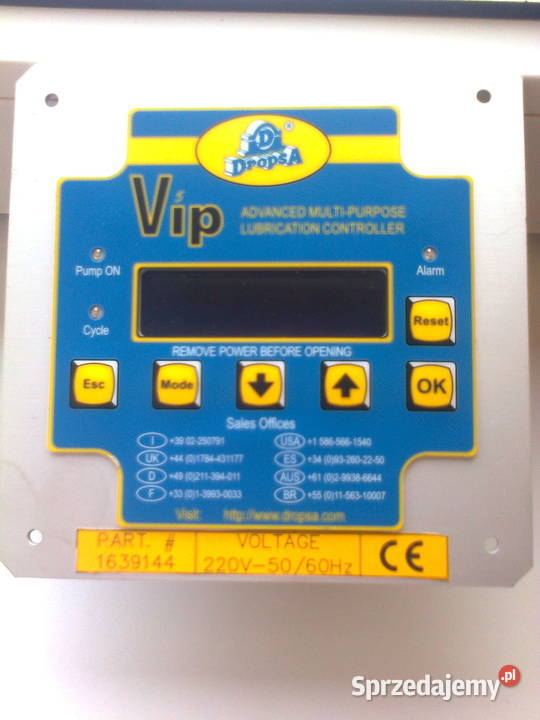 D
®
DropsA
Vip
5
ADVANCED MULTI-PURPOSE
LUBRICATION CONTROLLER
Pump ON
Alarm
Cycle
Reset
REMOVE POWER BEFORE OPENING
Esc
Mode
OK
Sales Offices
I +39 02-250791
USA +1 586-566-1540
UK +44 (0)1784-431177
ES +34 (0)93-260-22-50
D +49 (0)211-394-011
AUS +61 (0)2-9938-6644
F +33 (0)1-3993-0033
BR +55 (0)11-563-10007
Visit: http://www.dropsa.com
PART. #
1639144
VOLTAGE
220V-50/60Hz
CE
Sprzedajemy.pl